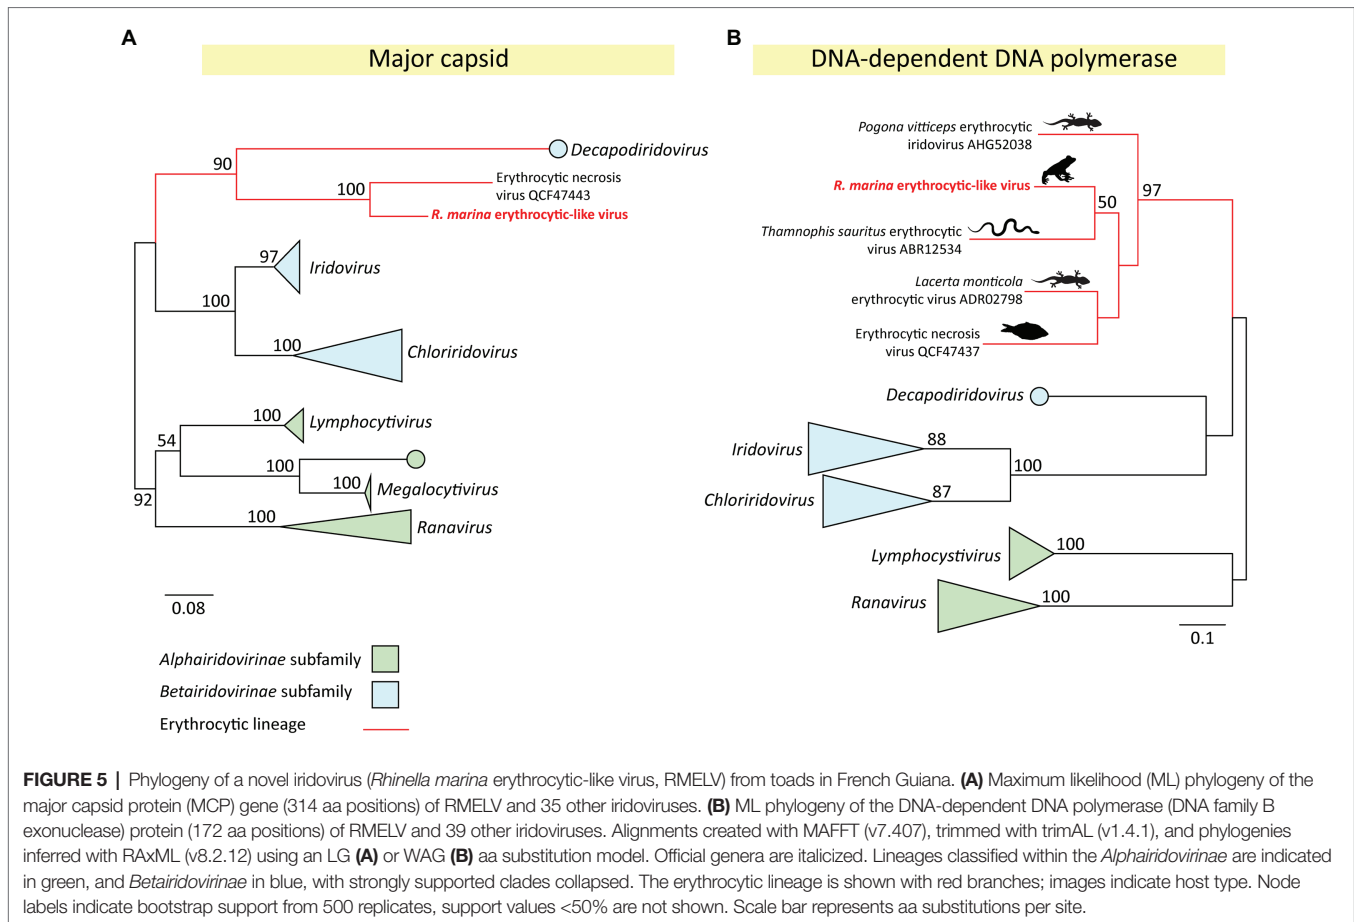 A
Major capsid
90
Decapodiridovirus
100
Erythrocytic necrosis
virus QCF47443
R. marina erythrocytic-like virus
97
Iridovirus
100
100
Chloriridovirus
100
Lymphocytivirus
54
100
100
Megalocytivirus
92
100
Ranavirus
0.08
Alphairidovirinae subfamily
Betairidovirinae subfamily
Erythrocytic lineage
B
DNA-dependent DNA polymerase
Pogona vitticeps erythrocytic
iridovirus AHG52038
R. marina erythrocytic-like virus
97
50
Thamnophis sauritus erythrocytic
virus ABR12534
Lacerta monticola
erythrocytic virus ADR02798
Erythrocytic necrosis
virus QCF47437
Decapodiridovirus
Iridovirus
88
100
Chloriridovirus
87
Lymphocystivirus
100
Ranavirus
100
0.1
FIGURE 5 | Phylogeny of a novel iridovirus (Rhinella marina erythrocytic-like virus, RMELV) from toads in French Guiana. (A) Maximum likelihood (ML) phylogeny of the
major capsid protein (MCP) gene (314 aa positions) of RMELV and 35 other iridoviruses. (B) ML phylogeny of the DNA-dependent DNA polymerase (DNA family B
exonuclease) protein (172 aa positions) of RMELV and 39 other iridoviruses. Alignments created with MAFFT (v7.407), trimmed with trimAL (v1.4.1), and phylogenies
inferred with RAxML (v8.2.12) using an LG (A) or WAG (B) aa substitution model. Official genera are italicized. Lineages classified within the Alphairidovirinae are indicated
in green, and Betairidovirinae in blue, with strongly supported clades collapsed. The erythrocytic lineage is shown with red branches; images indicate host type. Node
labels indicate bootstrap support from 500 replicates, support values <50% are not shown. Scale bar represents aa substitutions per site.